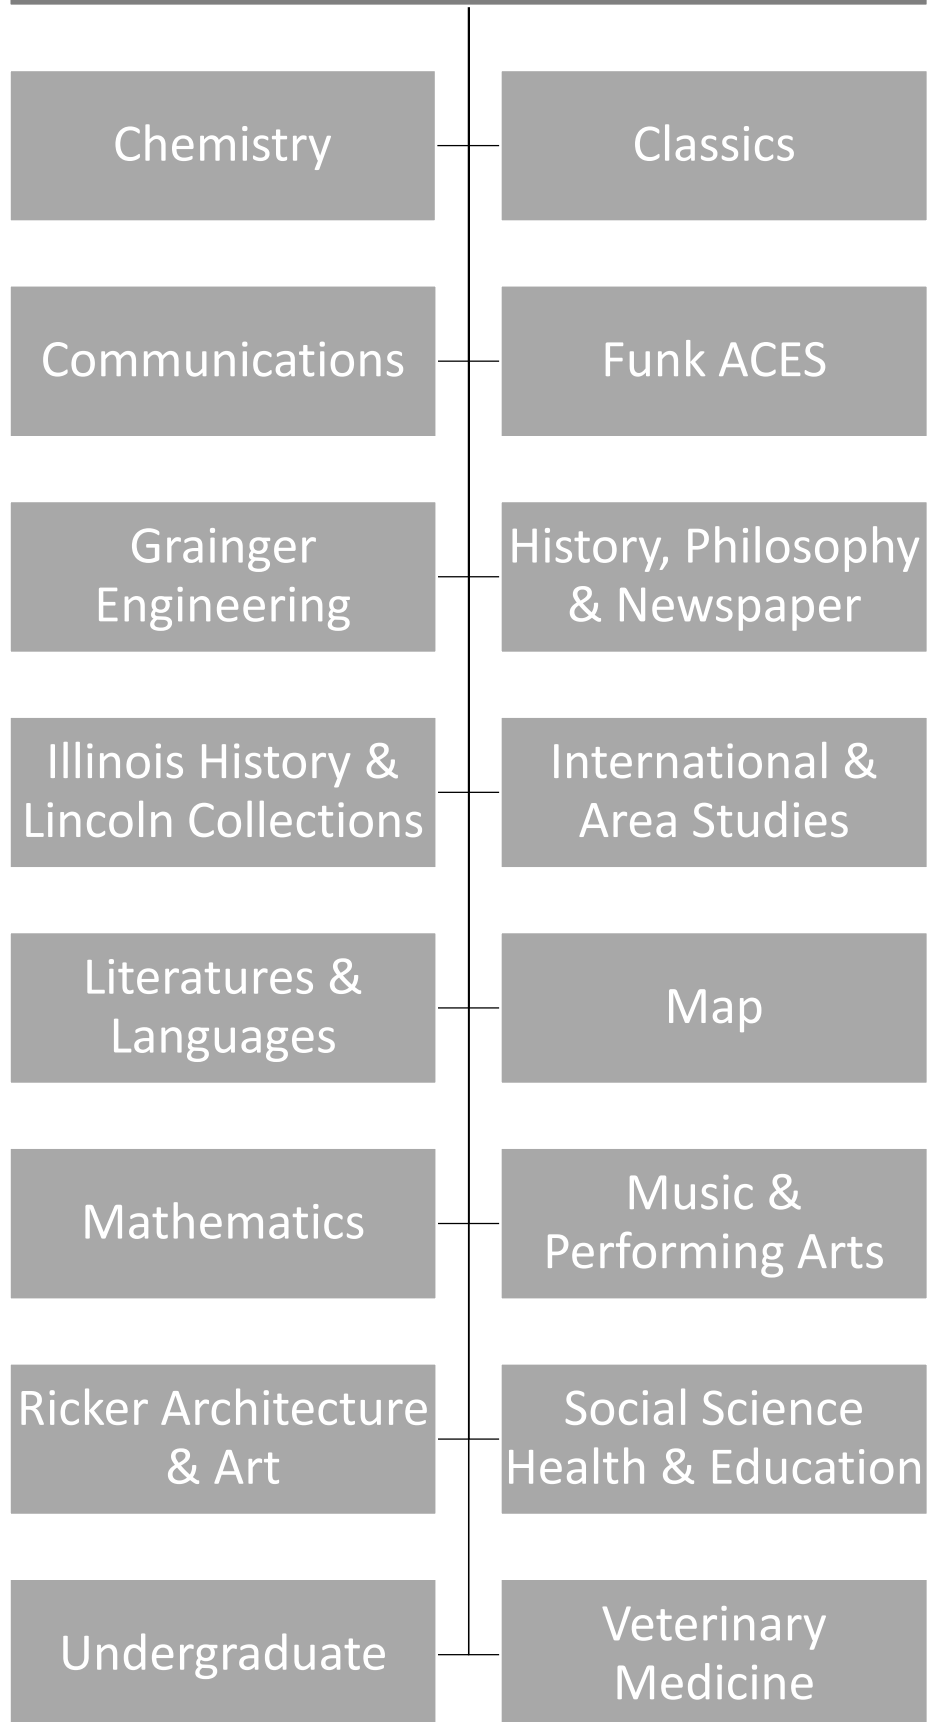 Chemistry
Classics
Communications
Funk ACES
Grainger
Engineering
History, Philosophy
& Newspaper
Illinois History &
Lincoln Collections
International &
Area Studies
Literatures &
Languages
Map
Mathematics
Music &
Performing Arts
Ricker Architecture
& Art
Social Science
Health & Education
Undergraduate
Veterinary
Medicine